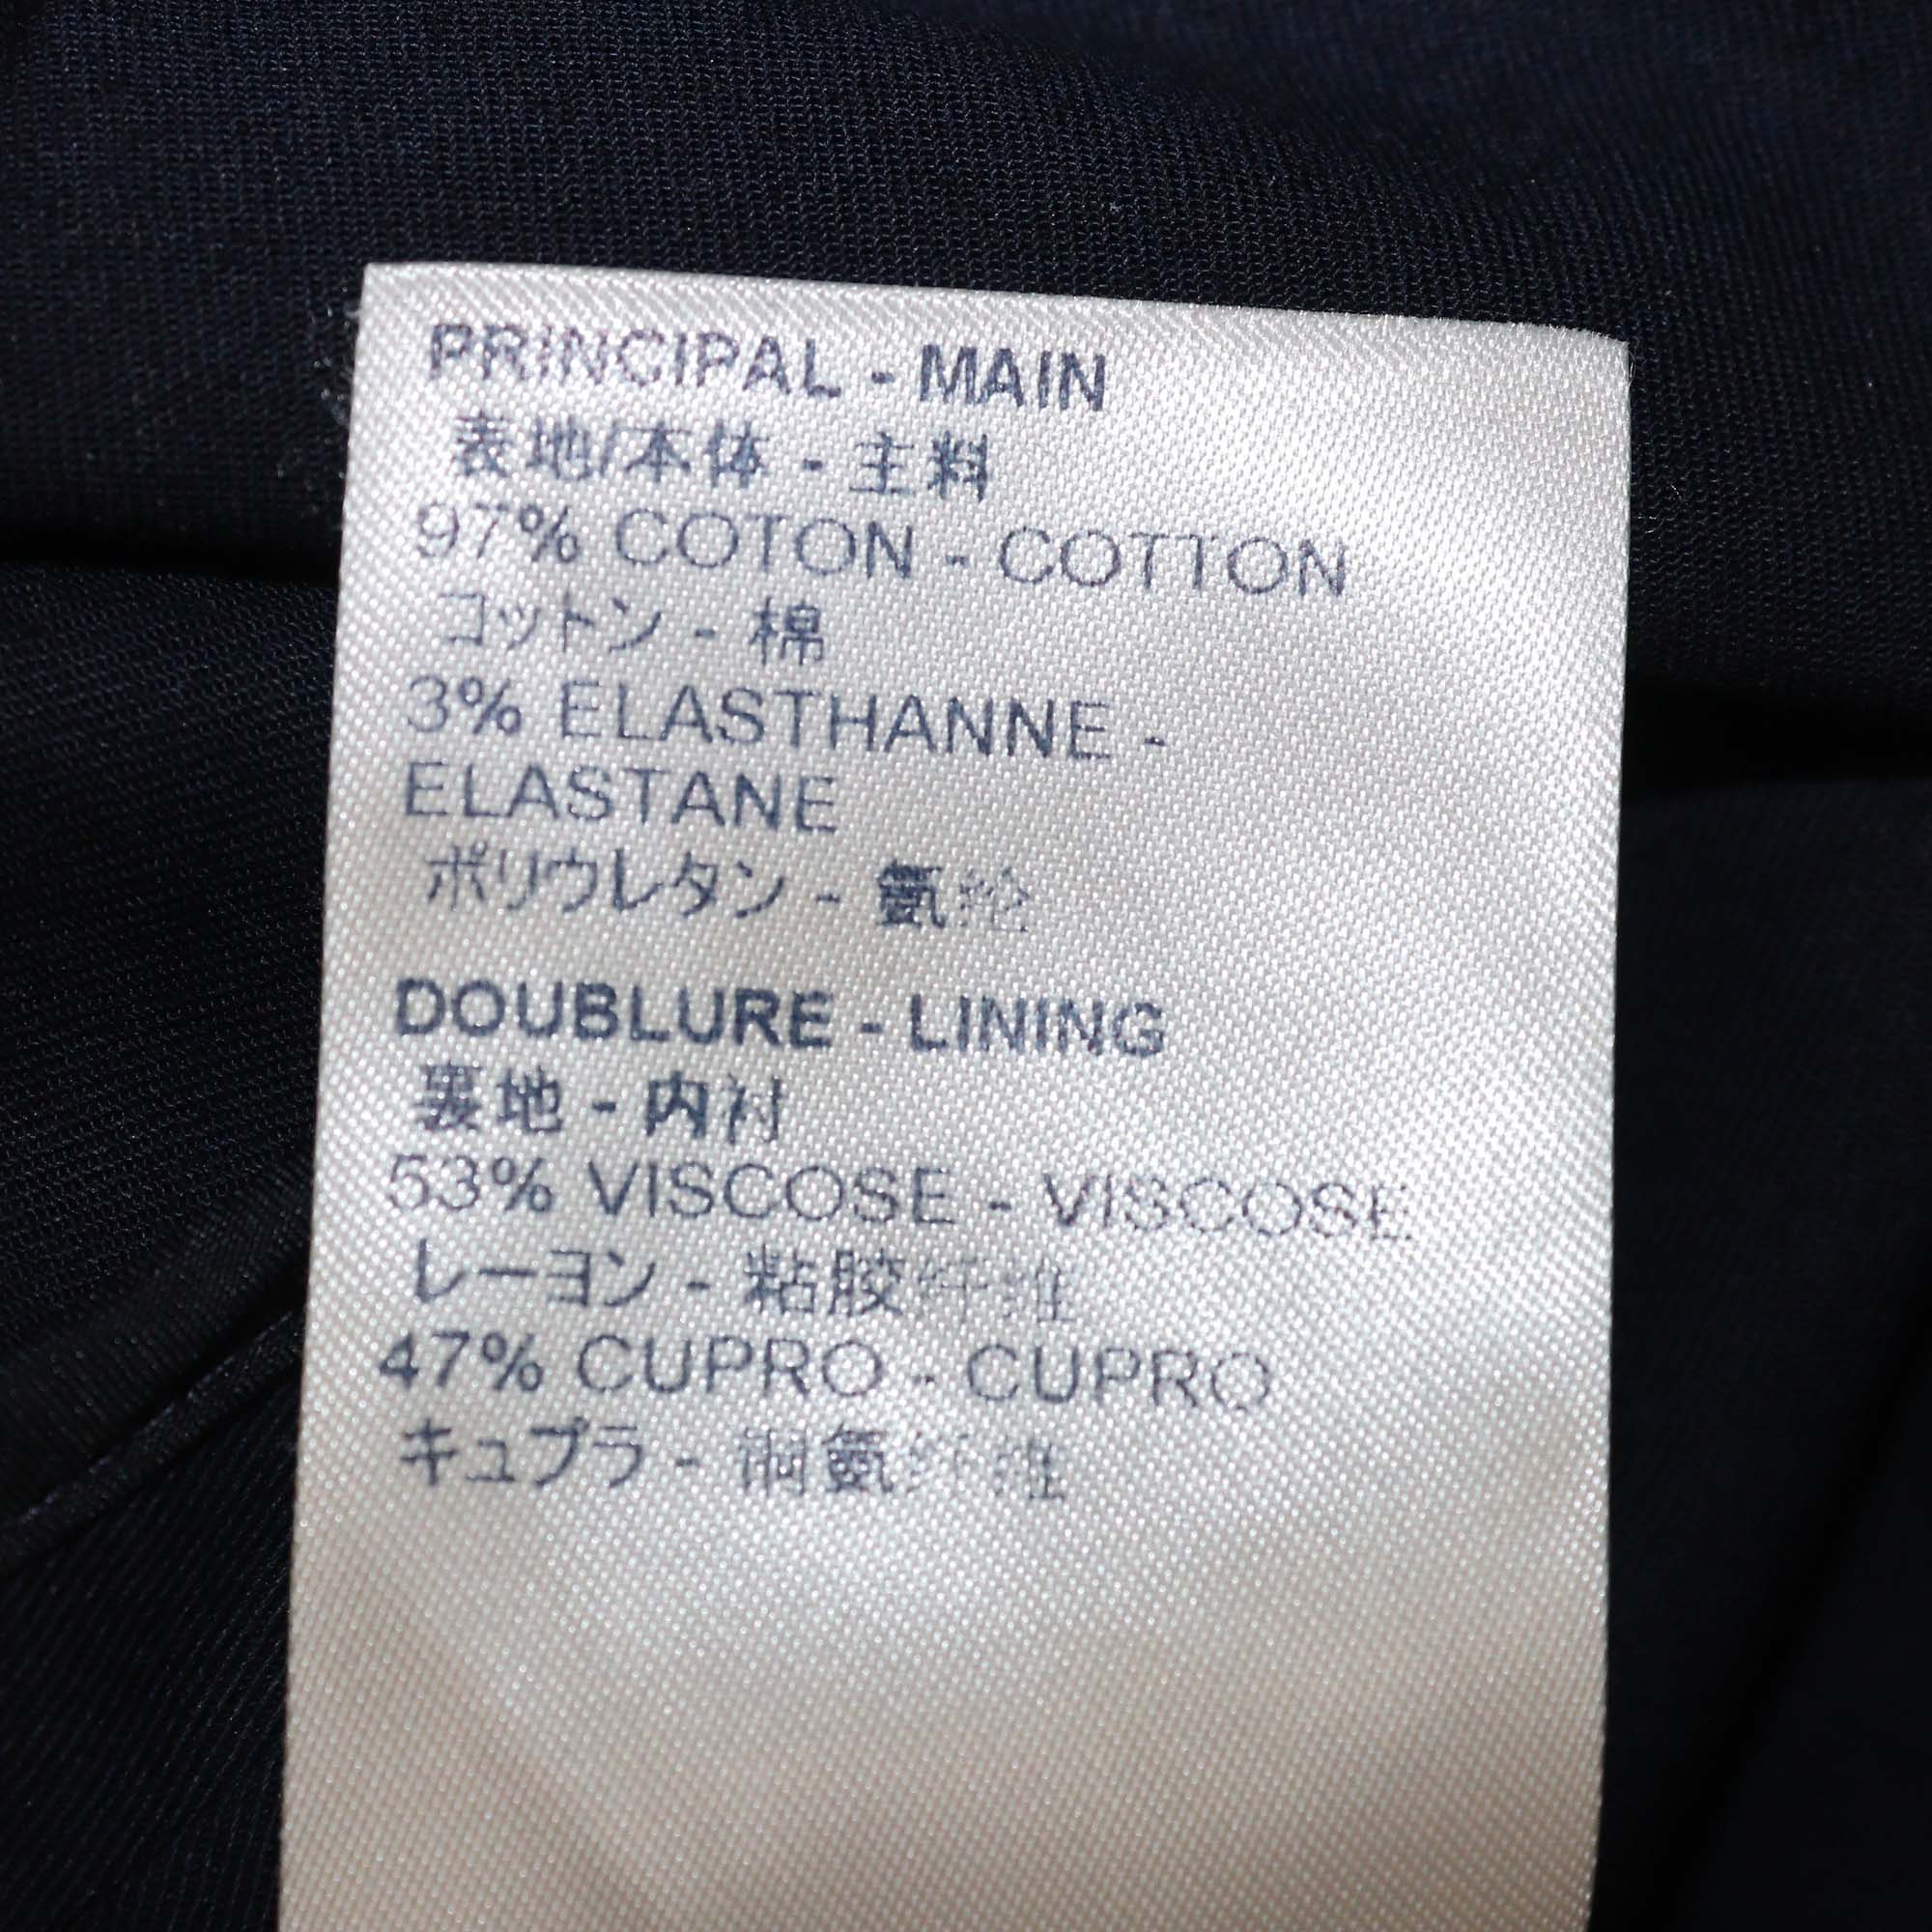 PRINCIPAL - MAIN
表地/本体 - 主料
97% COTON - COTTON
コットン - 棉
3% ELASTHANNE -
ELASTANE
ポリウレタン - 氨纶
DOUBLURE - LINING
裏地 - 内衬
53% VISCOSE - VISCOSE
レーヨン - 粘胶纤维
47% CUPRO - CUPRO
キュプラ - 铜氨纤维